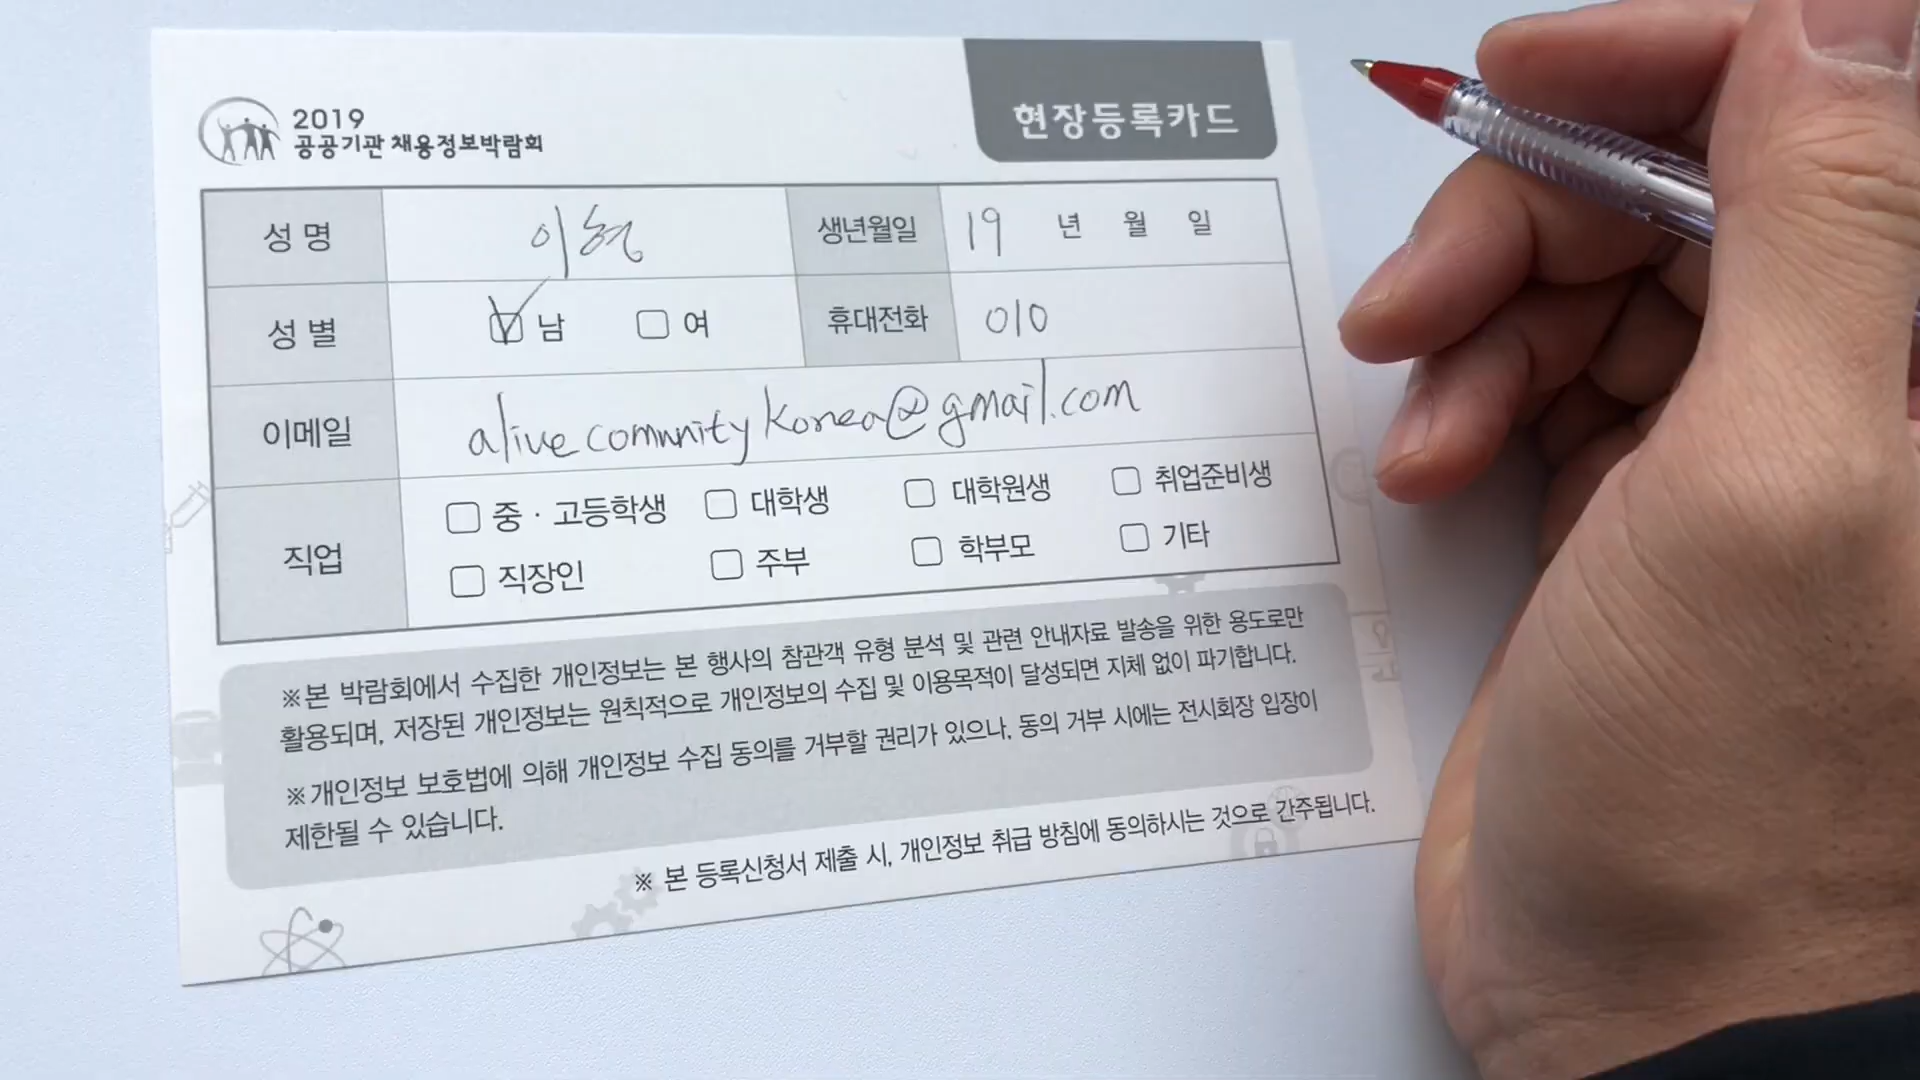 2019
공공기관 채용정보박람회
현장등록카드
성 명 이형 생년월일 19 년 월 일
성 별 남 여 휴대전화 010
이메일 alivecomunitykorea@gmail.com
직업 중 · 고등학생 대학생 대학원생 취업준비생
직장인 주부 학부모 기타
※본 박람회에서 수집한 개인정보는 본 행사의 참관객 유형 분석 및 관련 안내자료 발송을 위한 용도로만
활용되며, 저장된 개인정보는 원칙적으로 개인정보의 수집 및 이용목적이 달성되면 지체 없이 파기합니다.
※개인정보 보호법에 의해 개인정보 수집 동의를 거부할 권리가 있으나, 동의 거부 시에는 전시회장 입장이
제한될 수 있습니다.
※ 본 등록신청서 제출 시, 개인정보 취급 방침에 동의하시는 것으로 간주됩니다.